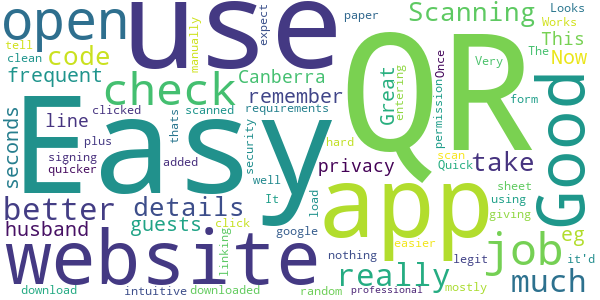 open use QR Scanning
tell code check Canberra This
clean manually expect paper Looks
Works Now The
frequent remember Great entering Very
seconds Easy clicked scanned requirements permission Once form
line thats security hard scan Good
signing plus added privacy Quick take
quicker well app sheet
better details It load using
husband guests click google giving eg
website linking nothing easier job
really legit it'd
download intuitive downloaded random professional mostly much